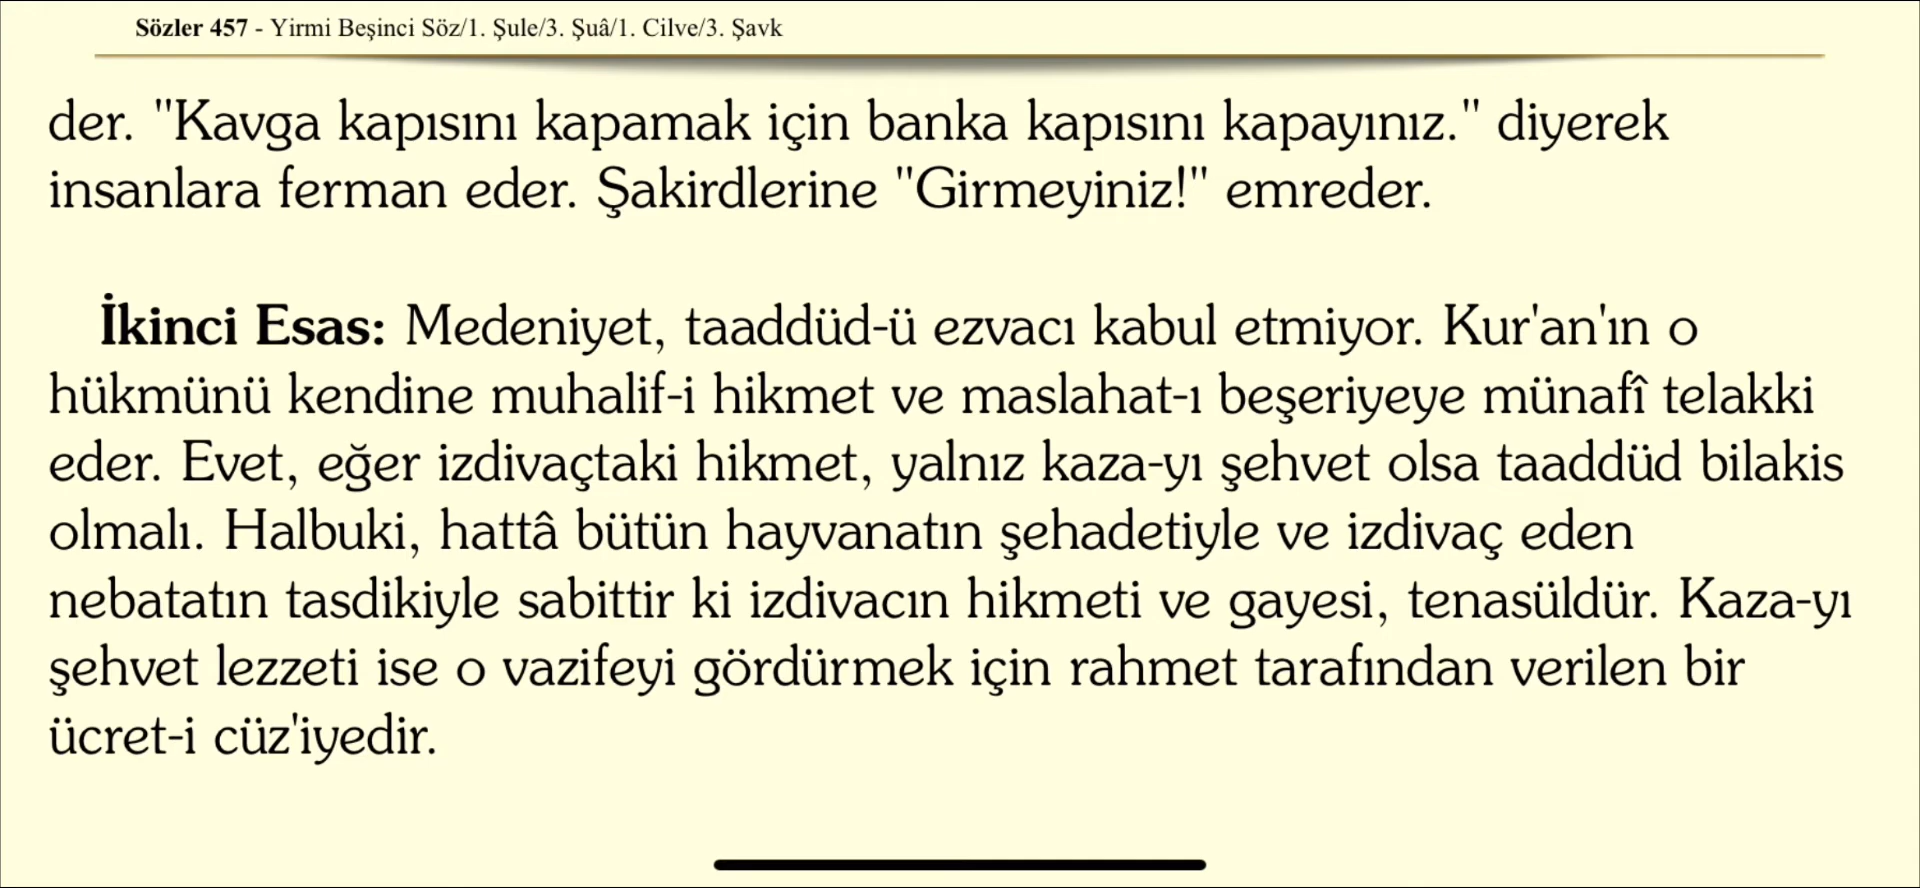 Sözler 457 - Yirmi Beşinci Söz/1. Şule/3. Şuâ/1. Cilve/3. Şavk
der. "Kavga kapısını kapamak için banka kapısını kapayınız." diyerek
insanlara ferman eder. Şakirdlerine "Girmeyiniz!" emreder.
İkinci Esas: Medeniyet, taaddüd-ü ezvacı kabul etmiyor. Kur'an'ın o
hükmünü kendine muhalif-i hikmet ve maslahat-ı beşeriyeye münafî telakki
eder. Evet, eğer izdivaçtaki hikmet, yalnız kaza-yı şehvet olsa taaddüd bilakis
olmalı. Halbuki, hattâ bütün hayvanatın şehadetiyle ve izdivaç eden
nebatatın tasdikiyle sabittir ki izdivacın hikmeti ve gayesi, tenasüldür. Kaza-yı
şehvet lezzeti ise o vazifeyi gördürmek için rahmet tarafından verilen bir
ücret-i cüz'iyedir.